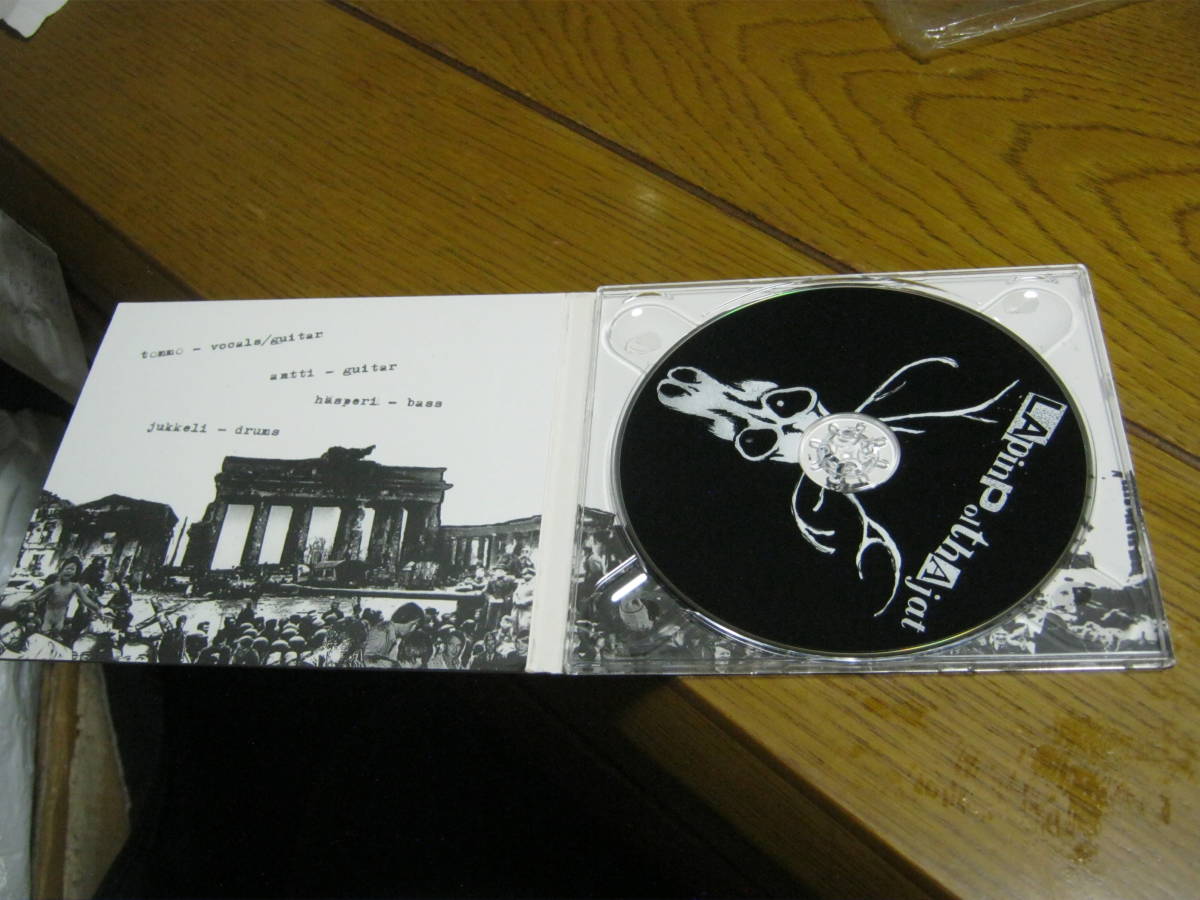 tommo - vocals/guitar
antti - guitar
häsperi - bass
jukkeli - drums
LApinPolthAjat